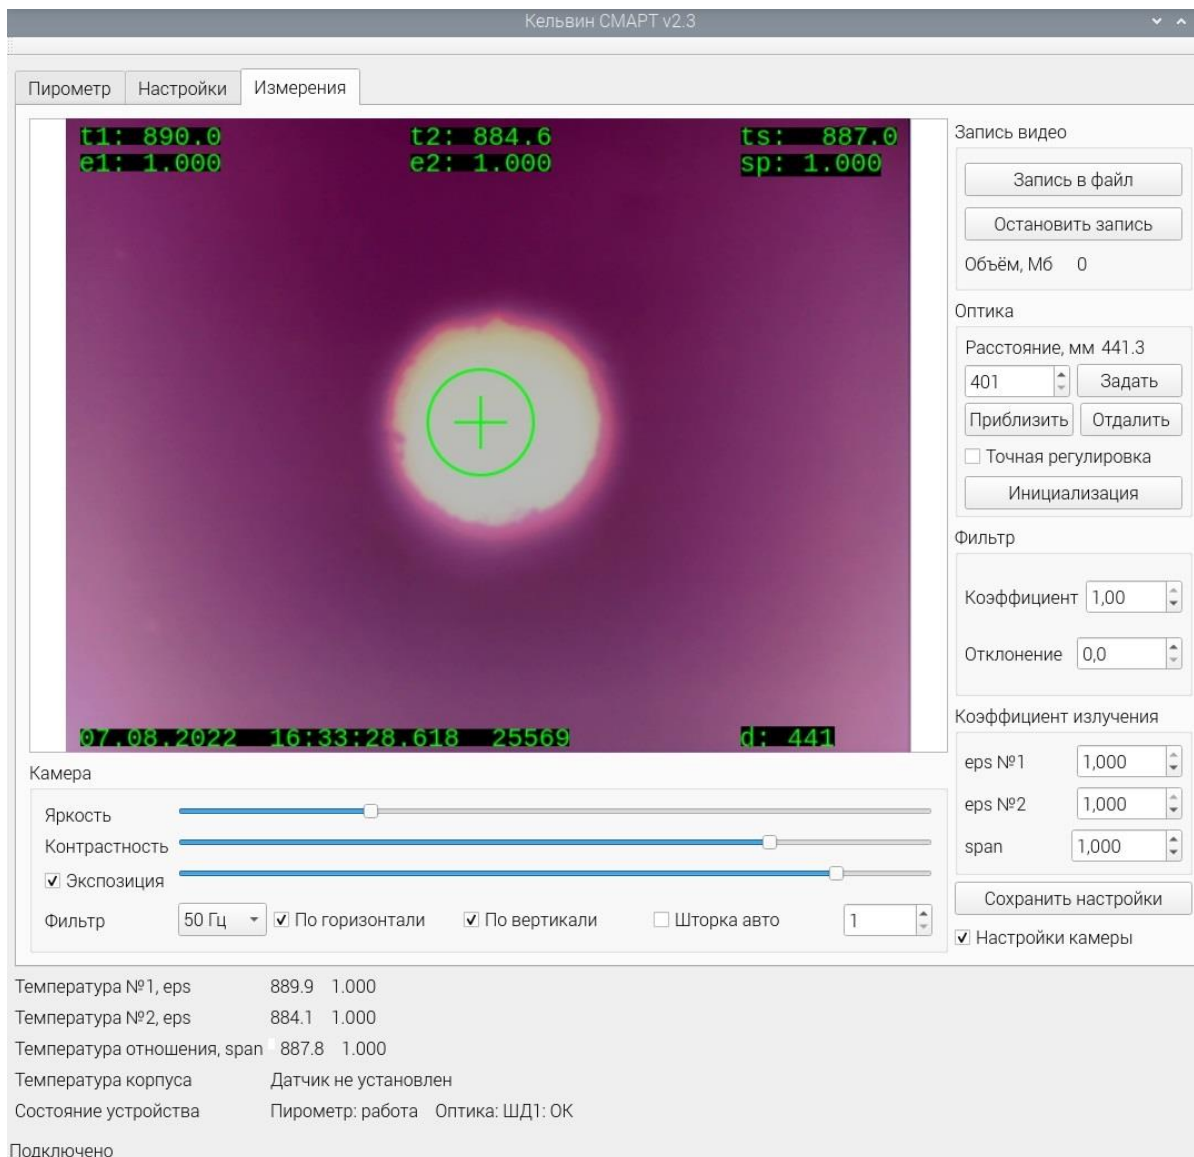 Кельвин СМАРТ v2.3
Пирометр Настройки Измерения
t1: 890.0 t2: 884.6 ts: 887.0
e1: 1.000 e2: 1.000 sp: 1.000
07.08.2022 16:33:28.618 25569 d: 441
Запись видео
Запись в файл
Остановить запись
Объём, Мб 0
Оптика
Расстояние, мм 441.3
401 Задать
Приблизить Отдалить
Точная регулировка
Инициализация
Фильтр
Коэффициент 1,00
Отклонение 0,0
Коэффициент излучения
eps №1 1,000
eps №2 1,000
span 1,000
Сохранить настройки
Настройки камеры
Камера
Яркость
Контрастность
Экспозиция
Фильтр 50 Гц По горизонтали По вертикали Шторка авто 1
Температура №1, eps 889.9 1.000
Температура №2, eps 884.1 1.000
Температура отношения, span 887.8 1.000
Температура корпуса Датчик не установлен
Состояние устройства Пирометр: работа Оптика: ШД1: ОК
Подключено